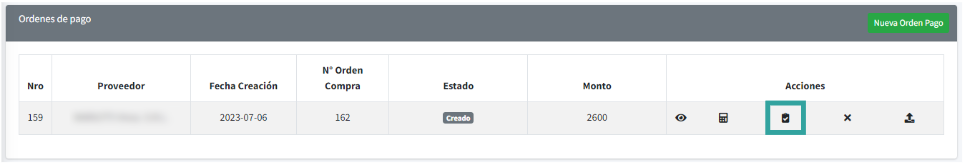 Ordenes de pago
Nueva Orden Pago
Nro Proveedor Fecha Creación N° Orden Compra Estado Monto Acciones
159 2023-07-06 162 Creado 2600